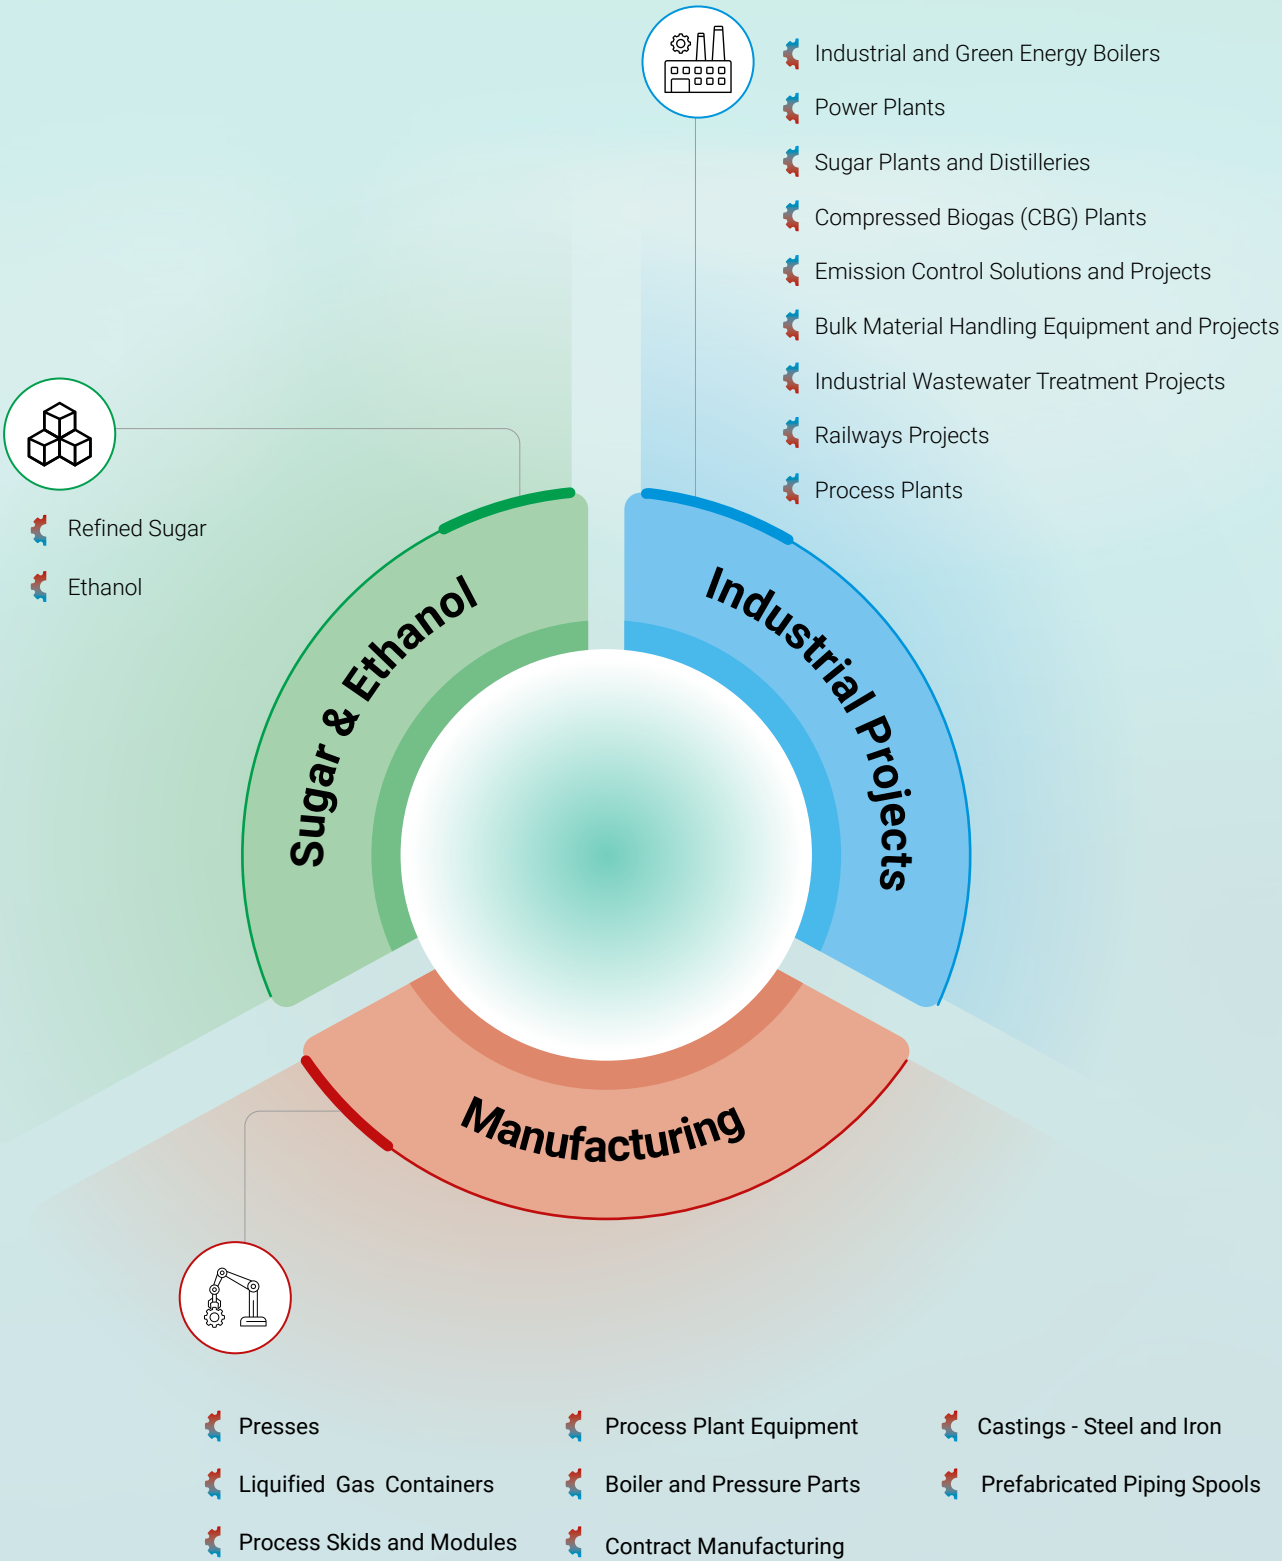 Industrial and Green Energy Boilers
Power Plants
Sugar Plants and Distilleries
Compressed Biogas (CBG) Plants
Emission Control Solutions and Projects
Bulk Material Handling Equipment and Projects
Industrial Wastewater Treatment Projects
Railways Projects
Process Plants
Refined Sugar
Ethanol
Sugar & Ethanol
Industrial Projects
Manufacturing
Presses
Liquified Gas Containers
Process Skids and Modules
Process Plant Equipment
Boiler and Pressure Parts
Contract Manufacturing
Castings - Steel and Iron
Prefabricated Piping Spools